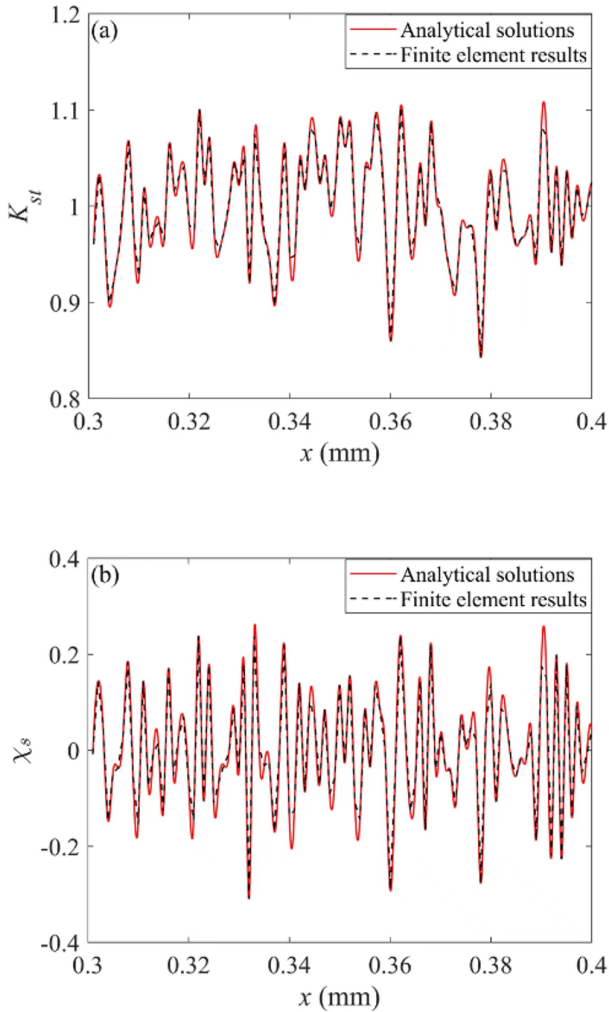 1.2
(a)
Analytical solutions
Finite element results
1.1
1
0.9
0.8
K_st
0.3 0.32 0.34 0.36 0.38 0.4
x (mm)
0.4
(b)
Analytical solutions
Finite element results
0.2
0
-0.2
-0.4
χ_s
0.3 0.32 0.34 0.36 0.38 0.4
x (mm)